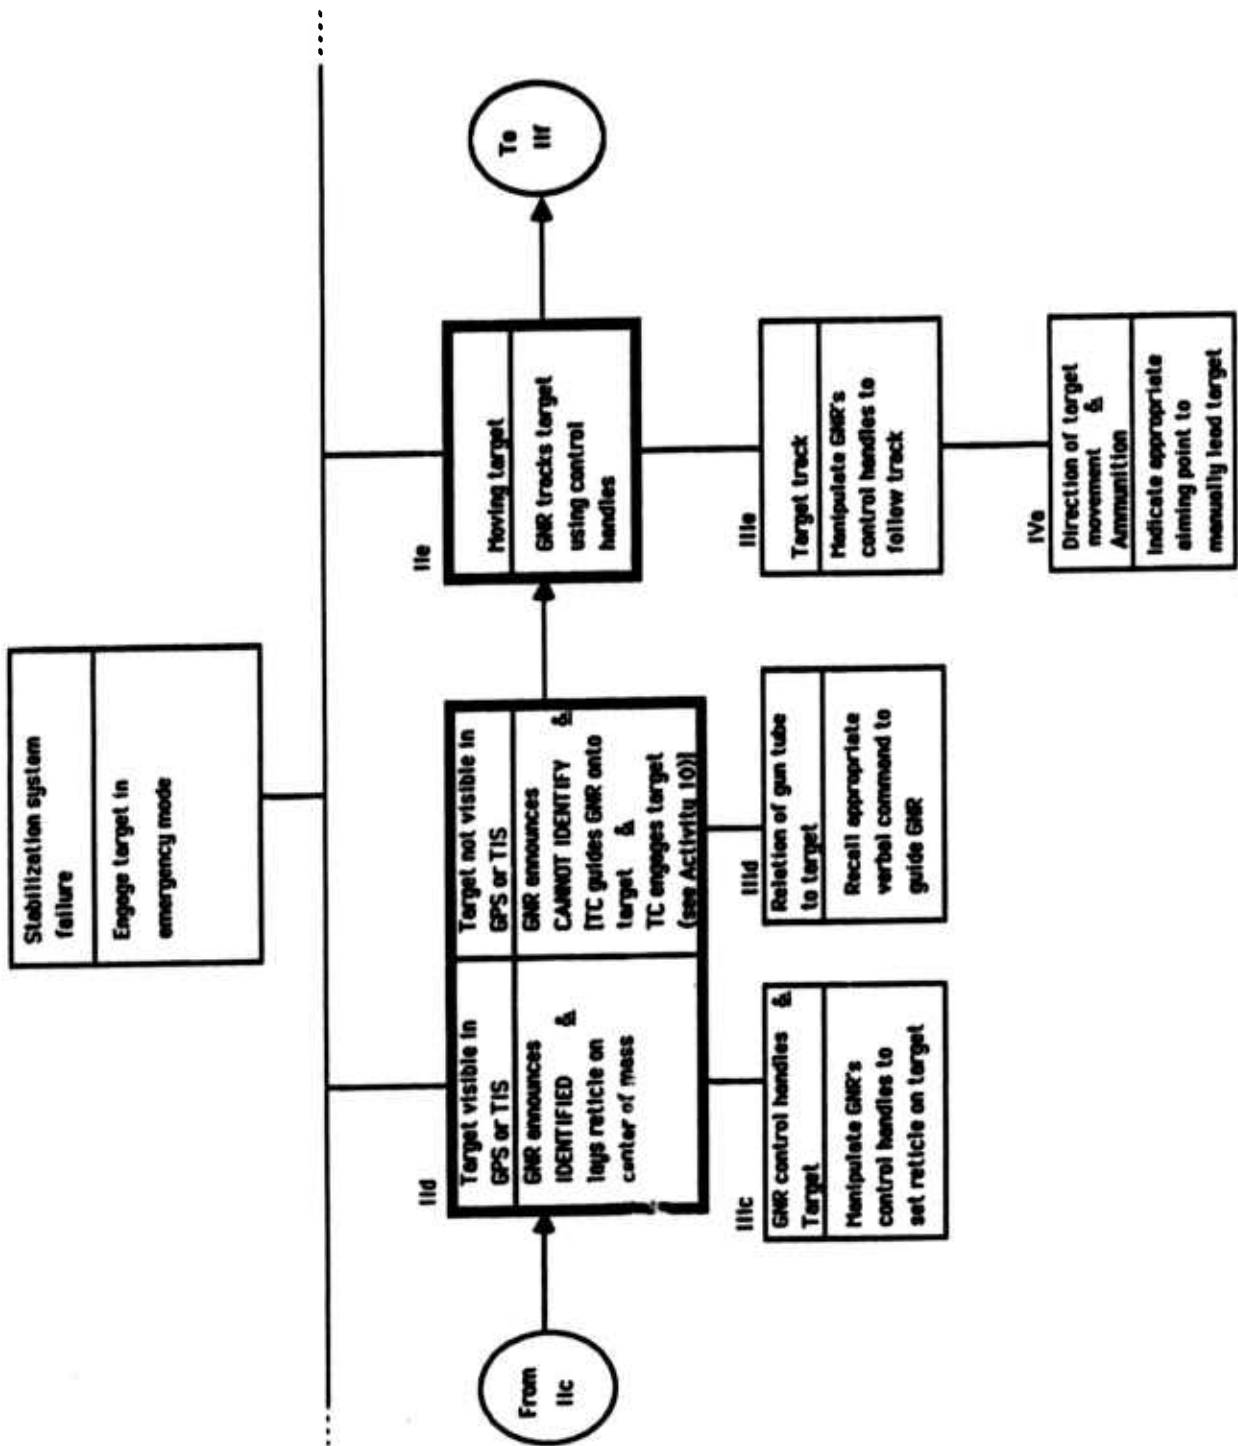 Stabilization system
failure
Engage target in
emergency mode
From
IIc
IId
Target visible in
GPS or TIS
GNR announces
IDENTIFIED &
lays reticle on
center of mass
Target not visible in
GPS or TIS
GNR announces
CANNOT IDENTIFY &
[TC guides GNR onto
target &
TC engages target
(see Activity 10)]
IIe
Moving target
GNR tracks target
using control
handles
To
IIf
IIIc
GNR control handles &
Target
Manipulate GNR's
control handles to
set reticle on target
IIId
Relation of gun tube
to target
Recall appropriate
verbal command to
guide GNR
IIIe
Target track
Manipulate GNR's
control handles to
follow track
IVa
Direction of target
movement &
Ammunition
Indicate appropriate
aiming point to
manually lead target